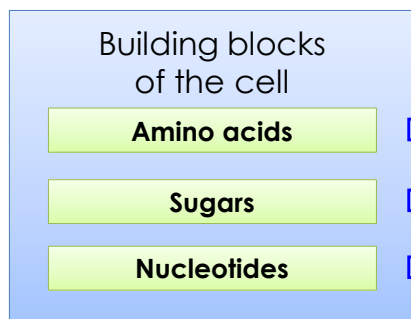 Building blocks
of the cell
Amino acids
Sugars
Nucleotides